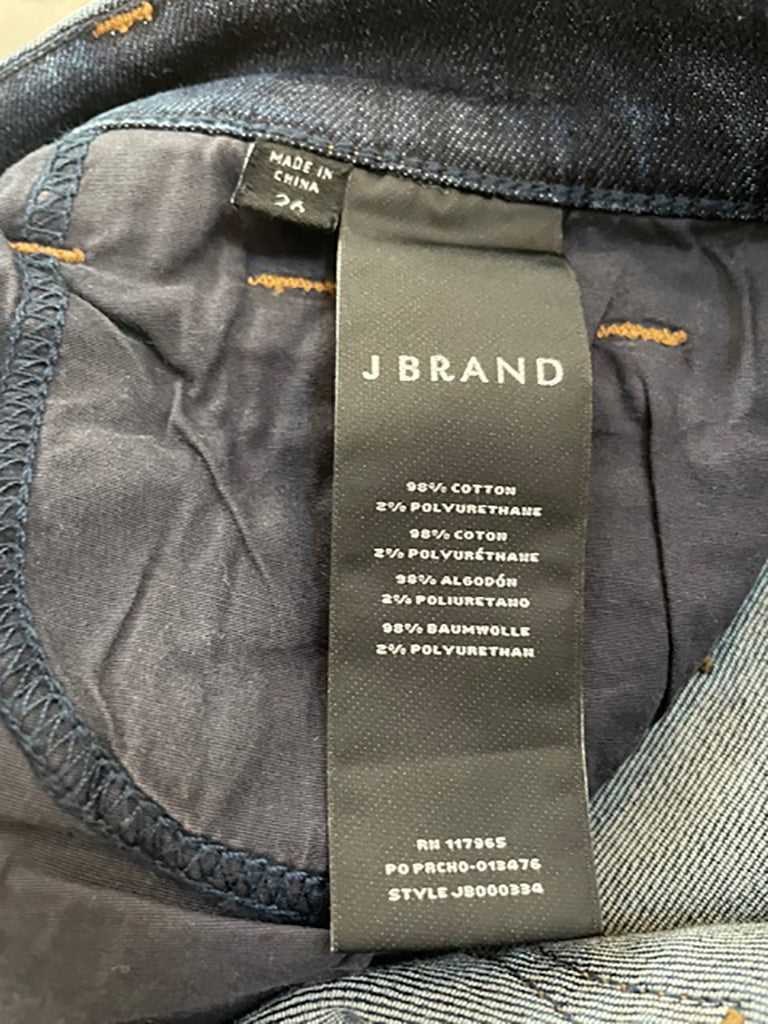 MADE IN
CHINA
26
J BRAND
98% COTTON
2% POLYURETHANE
98% COTON
2% POLYURÉTHANE
98% ALGODÓN
2% POLIURETANO
98% BAUMWOLLE
2% POLYURETHAN
RN 117965
PO PRCHO-013476
STYLE JB000334